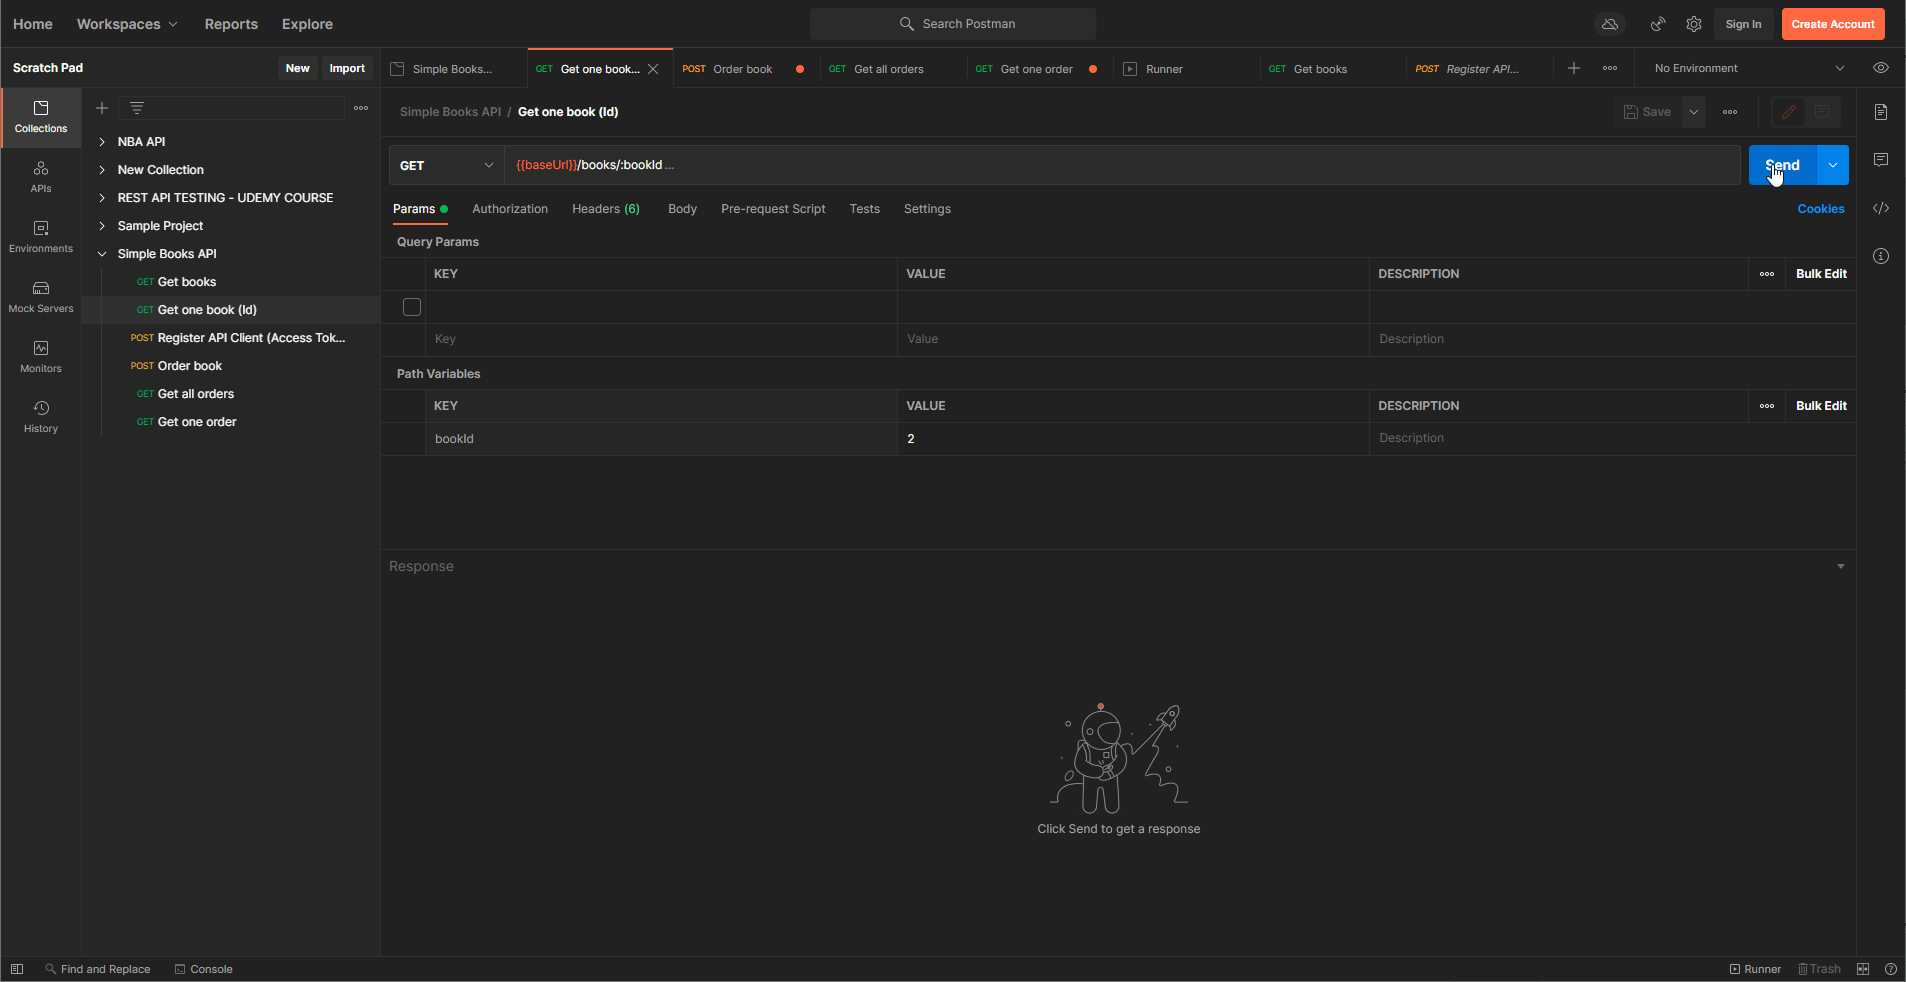 Home Workspaces Reports Explore Search Postman Sign In Create Account
Scratch Pad New Import Simple Books... GET Get one book... POST Order book GET Get all orders GET Get one order Runner GET Get books POST Register API... No Environment
Simple Books API / Get one book (Id) Save
Collections
APIs
Environments
Mock Servers
Monitors
History
NBA API
New Collection
REST API TESTING - UDEMY COURSE
Sample Project
Simple Books API
GET Get books
GET Get one book (Id)
POST Register API Client (Access Tok...
POST Order book
GET Get all orders
GET Get one order
GET {{baseUrl}}/books/:bookId ... Send
Params Authorization Headers (6) Body Pre-request Script Tests Settings Cookies
Query Params
KEY VALUE DESCRIPTION Bulk Edit
Key Value Description
Path Variables
KEY VALUE DESCRIPTION Bulk Edit
bookId 2 Description
Response
Click Send to get a response
Find and Replace Console Runner Trash